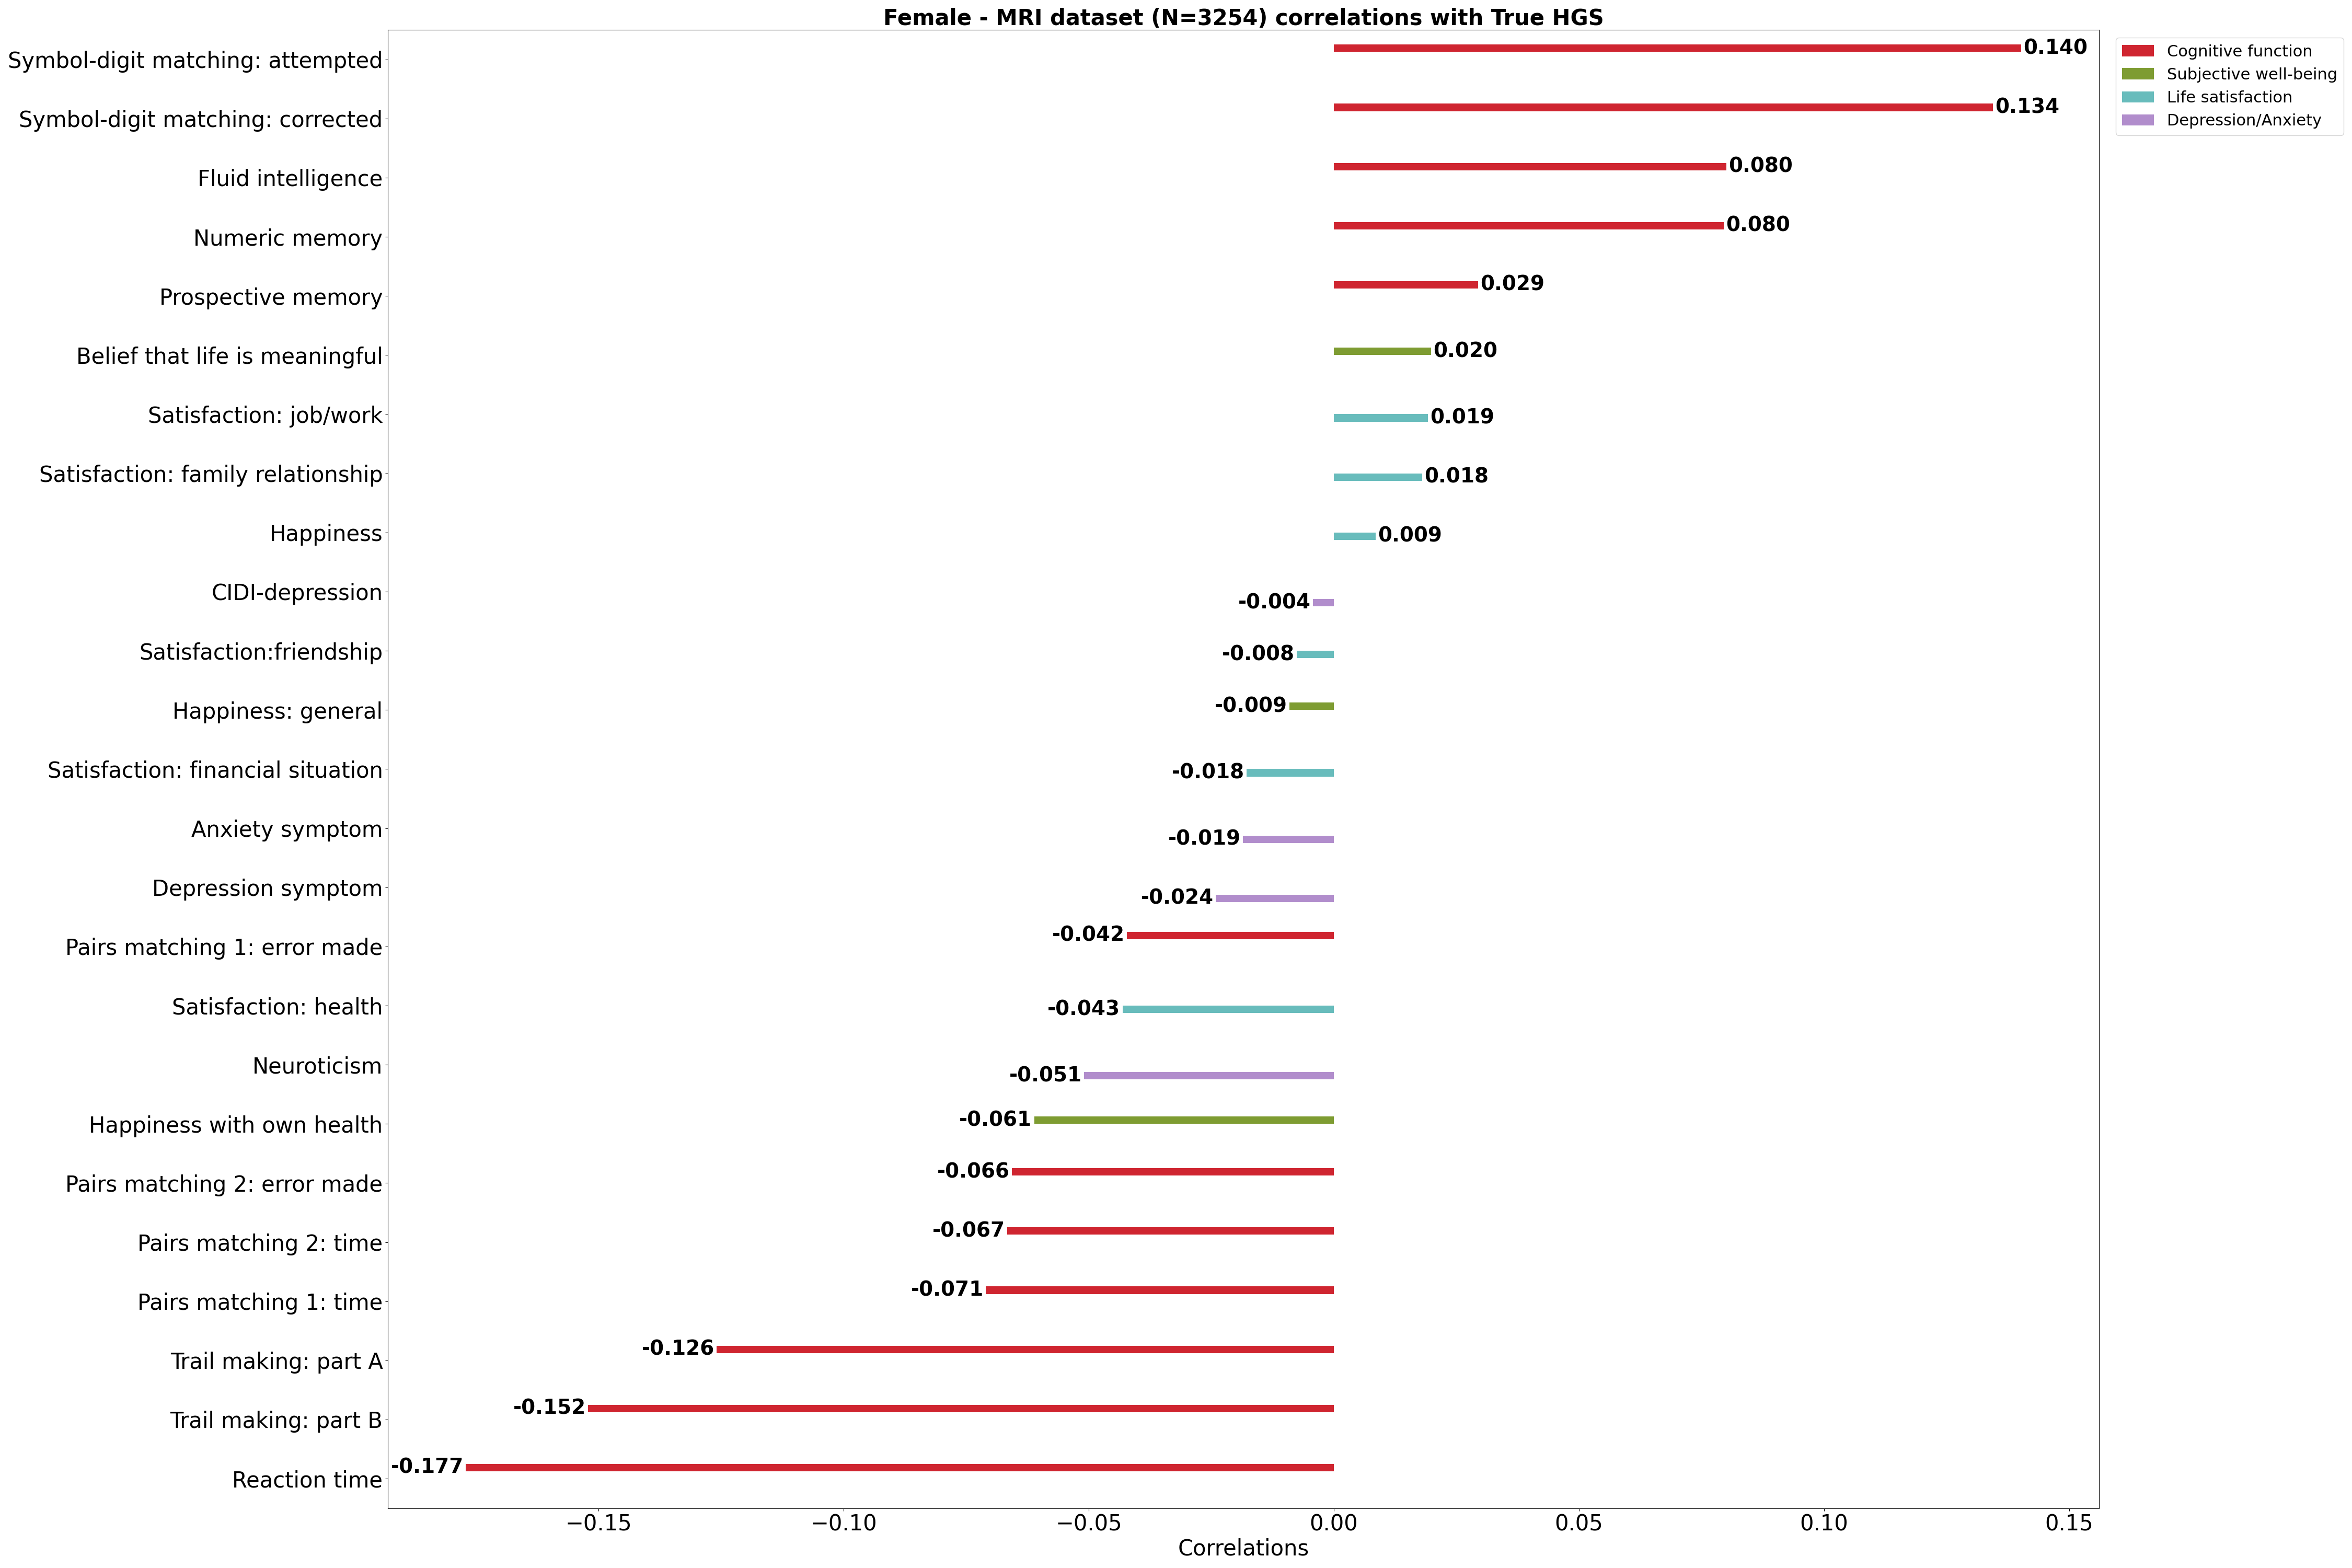 Female - MRI dataset (N=3254) correlations with True HGS
Cognitive function
Subjective well-being
Life satisfaction
Depression/Anxiety
Symbol-digit matching: attempted 0.140
Symbol-digit matching: corrected 0.134
Fluid intelligence 0.080
Numeric memory 0.080
Prospective memory 0.029
Belief that life is meaningful 0.020
Satisfaction: job/work 0.019
Satisfaction: family relationship 0.018
Happiness 0.009
CIDI-depression -0.004
Satisfaction:friendship -0.008
Happiness: general -0.009
Satisfaction: financial situation -0.018
Anxiety symptom -0.019
Depression symptom -0.024
Pairs matching 1: error made -0.042
Satisfaction: health -0.043
Neuroticism -0.051
Happiness with own health -0.061
Pairs matching 2: error made -0.066
Pairs matching 2: time -0.067
Pairs matching 1: time -0.071
Trail making: part A -0.126
Trail making: part B -0.152
Reaction time -0.177
−0.15 −0.10 −0.05 0.00 0.05 0.10 0.15
Correlations